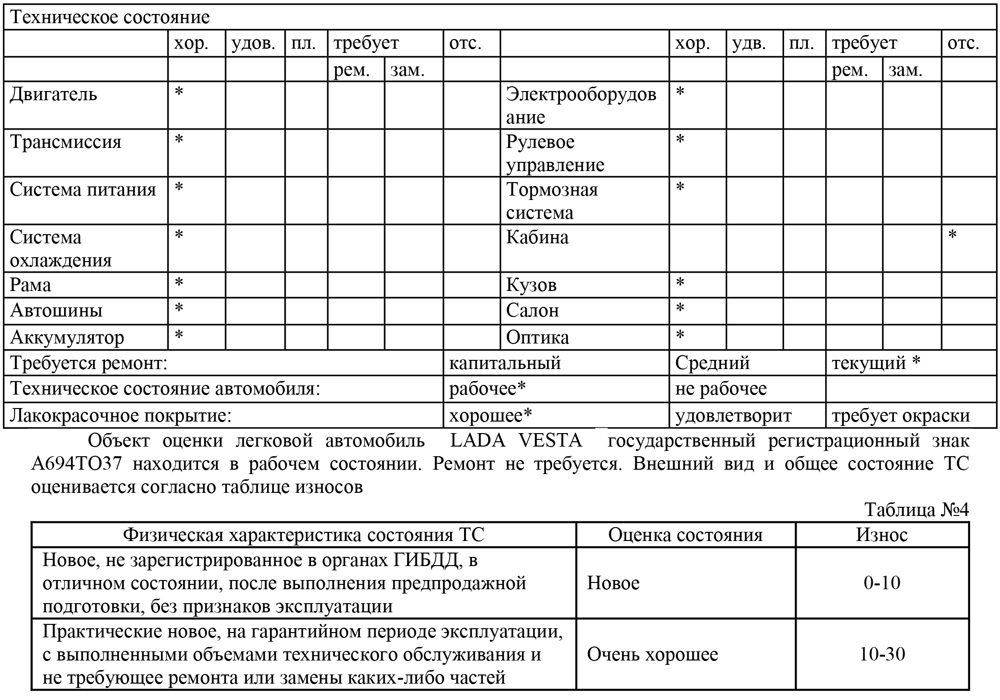 Техническое состояние
хор. удов. пл. требует отс. хор. удв. пл. требует отс.
рем. зам. рем. зам.
Двигатель * Электрооборудов *
ание
Трансмиссия * Рулевое *
управление
Система питания * Тормозная *
система
Система * Кабина *
охлаждения
Рама * Кузов *
Автошины * Салон *
Аккумулятор * Оптика *
Требуется ремонт: капитальный Средний текущий *
Техническое состояние автомобиля: рабочее* не рабочее
Лакокрасочное покрытие: хорошее* удовлетворит требует окраски
Объект оценки легковой автомобиль LADA VESTA государственный регистрационный знак
А694ТО37 находится в рабочем состоянии. Ремонт не требуется. Внешний вид и общее состояние ТС
оценивается согласно таблице износов
Таблица №4
Физическая характеристика состояния ТС Оценка состояния Износ
Новое, не зарегистрированное в органах ГИБДД, в
отличном состоянии, после выполнения предпродажной Новое 0-10
подготовки, без признаков эксплуатации
Практические новое, на гарантийном периоде эксплуатации,
с выполненными объемами технического обслуживания и Очень хорошее 10-30
не требующее ремонта или замены каких-либо частей